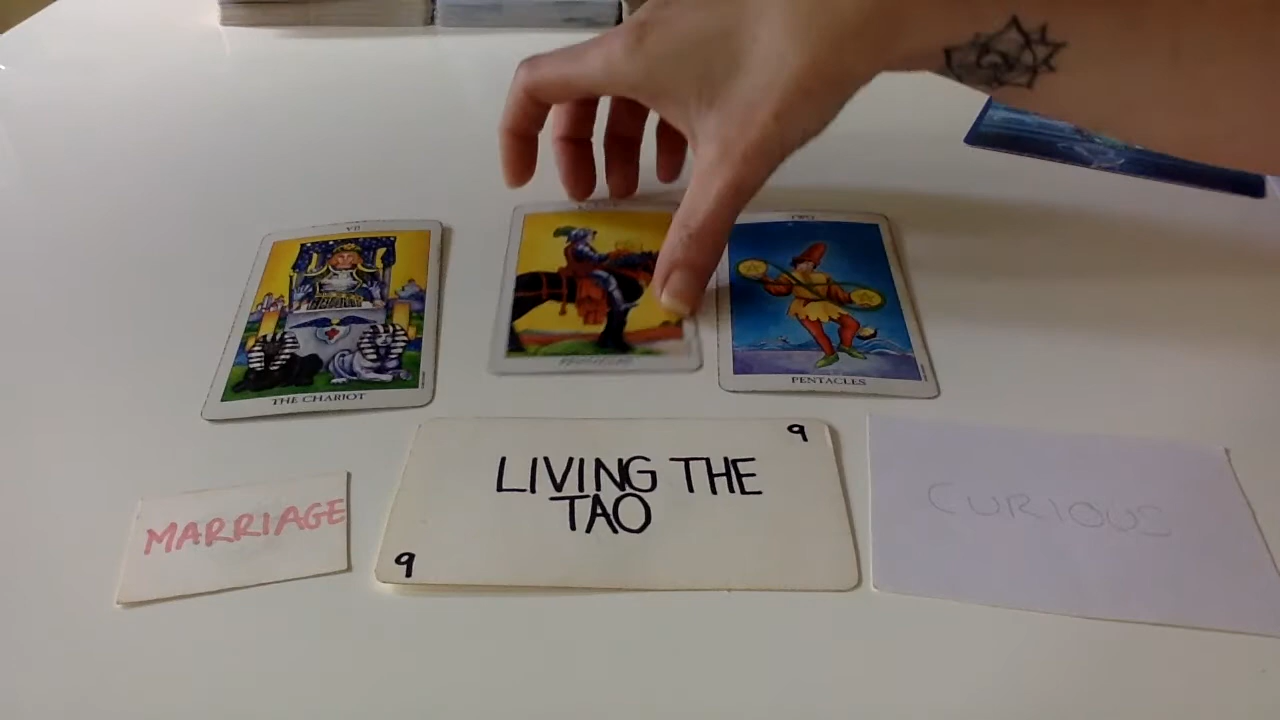 VII
THE CHARIOT
TWO
PENTACLES
MARRIAGE
9
LIVING THE
TAO
9
CURIOUS